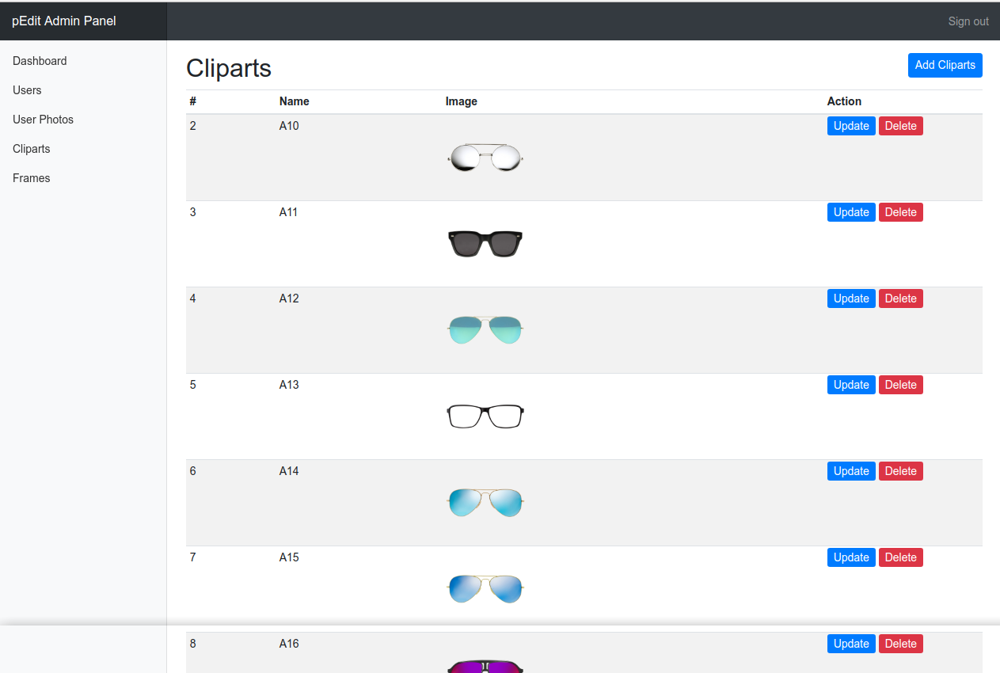 pEdit Admin Panel
Sign out
Dashboard
Users
User Photos
Cliparts
Frames
Cliparts
Add Cliparts
# Name Image Action
2 A10 Update Delete
3 A11 Update Delete
4 A12 Update Delete
5 A13 Update Delete
6 A14 Update Delete
7 A15 Update Delete
8 A16 Update Delete